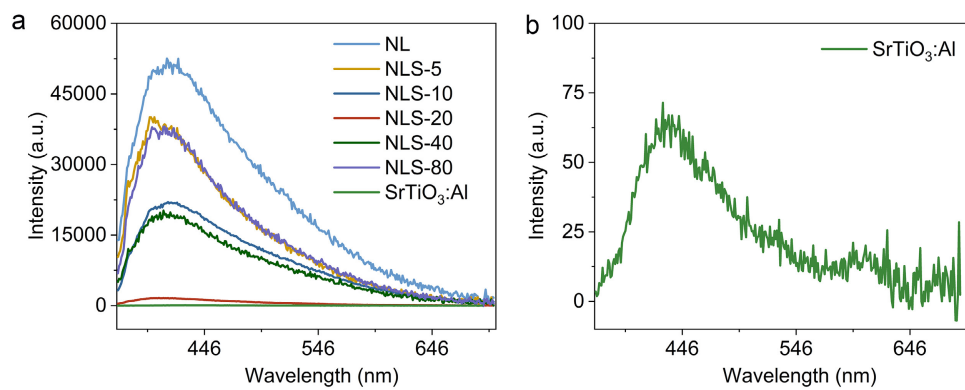 a
60000
45000
30000
15000
0
Intensity (a.u.)
NL
NLS-5
NLS-10
NLS-20
NLS-40
NLS-80
SrTiO₃:Al
446
546
646
Wavelength (nm)
b
100
75
50
25
0
Intensity (a.u.)
SrTiO₃:Al
446
546
646
Wavelength (nm)